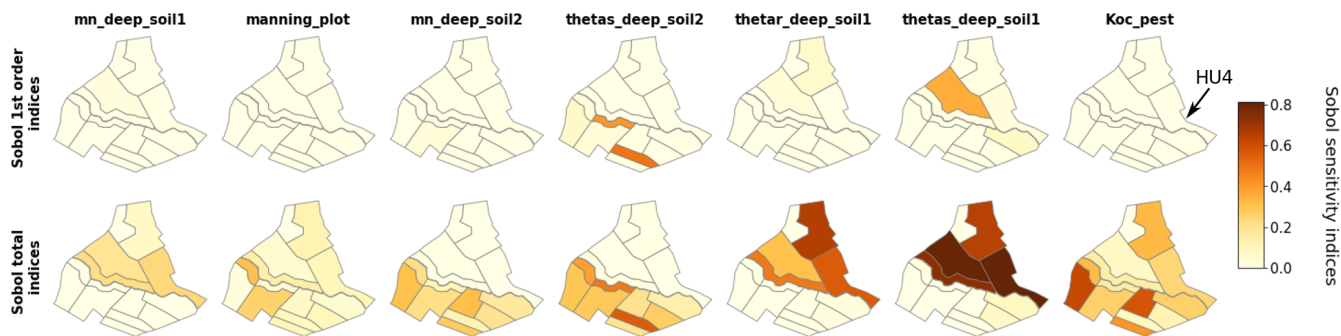 mn_deep_soil1 manning_plot mn_deep_soil2 thetas_deep_soil2 thetar_deep_soil1 thetas_deep_soil1 Koc_pest
Sobol 1st order
indices
HU4
Sobol total
indices
0.8
0.6
0.4
0.2
0.0
Sobol sensitivity indices